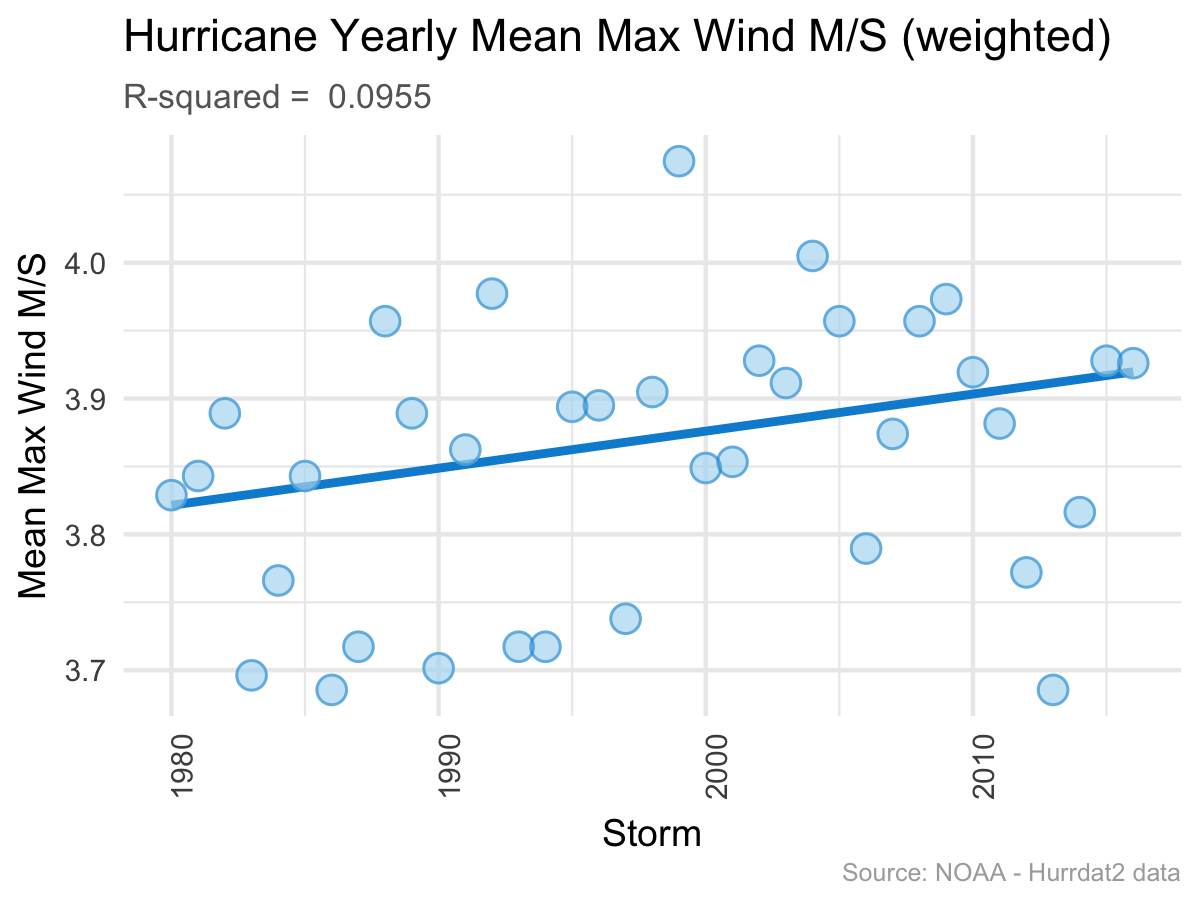 Hurricane Yearly Mean Max Wind M/S (weighted)
R-squared =  0.0955
Mean Max Wind M/S
4.0
3.9
3.8
3.7
1980
1990
2000
2010
Storm
Source: NOAA - Hurrdat2 data